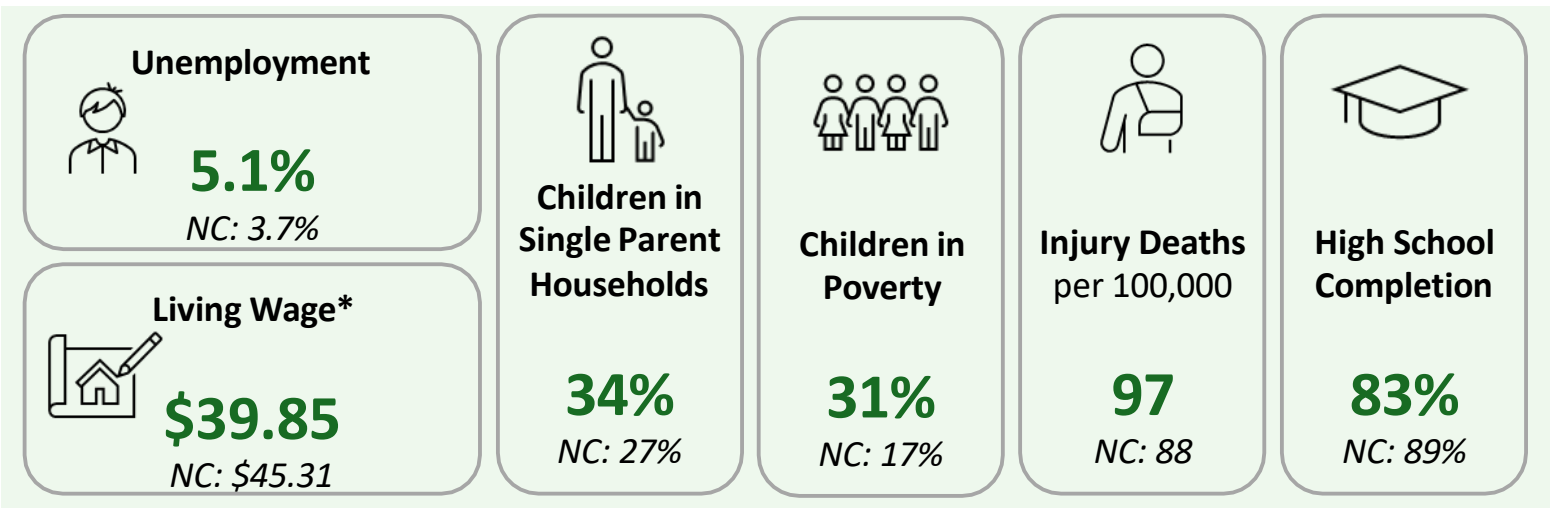 Unemployment
5.1%
NC: 3.7%
Living Wage*
$39.85
NC: $45.31
Children in
Single Parent
Households
34%
NC: 27%
Children in
Poverty
31%
NC: 17%
Injury Deaths
per 100,000
97
NC: 88
High School
Completion
83%
NC: 89%